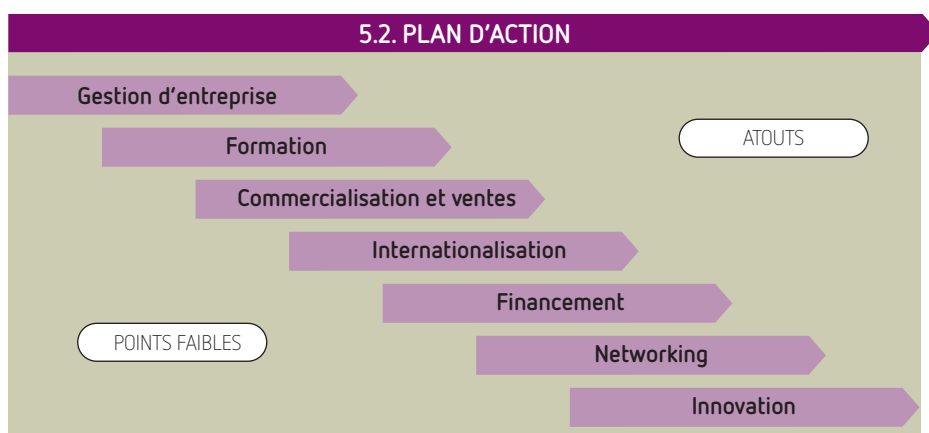 5.2. PLAN D’ACTION
Gestion d’entreprise
Formation
ATOUTS
Commercialisation et ventes
Internationalisation
Financement
POINTS FAIBLES
Networking
Innovation